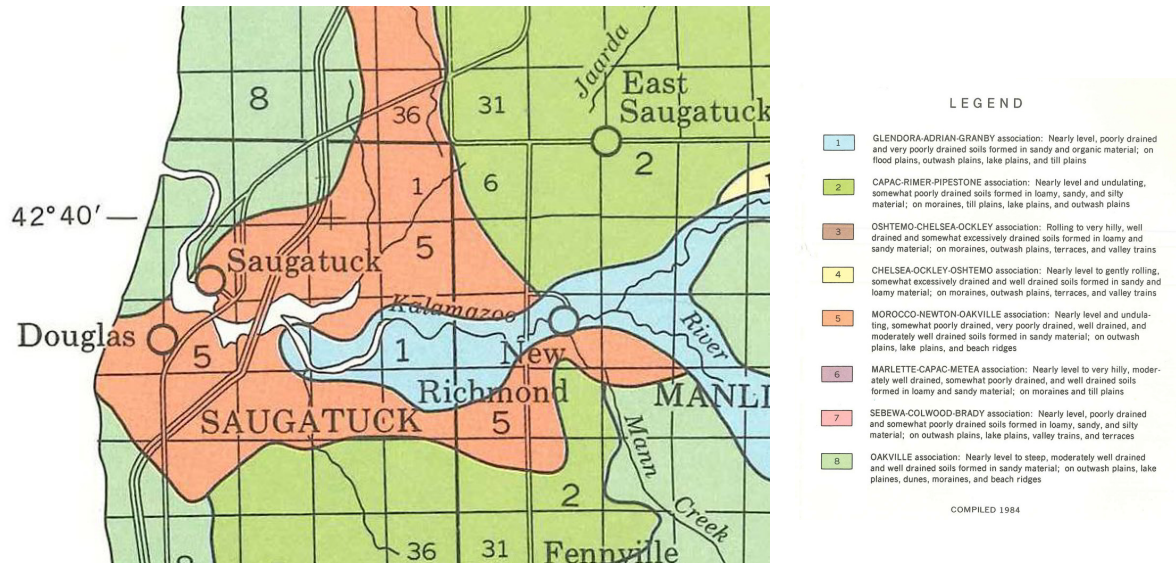 Jaarda
8
36
31
East
Saugatuck
1
6
2
42°40'
5
Saugatuck
Kalamazoo
River
Douglas
5
1
New
Richmond
MANLI
SAUGATUCK
5
Mann
Creek
2
36
31
Fennville
8
LEGEND
1 GLENDORA-ADRIAN-GRANBY association: Nearly level, poorly drained
and very poorly drained soils formed in sandy and organic material; on
flood plains, outwash plains, lake plains, and till plains
2 CAPAC-RIMER-PIPESTONE association: Nearly level and undulating,
somewhat poorly drained soils formed in loamy, sandy, and silty
material; on moraines, till plains, lake plains, and outwash plains
3 OSHTEMO-CHELSEA-OCKLEY association: Rolling to very hilly, well
drained and somewhat excessively drained soils formed in loamy and
sandy material; on moraines, outwash plains, terraces, and valley trains
4 CHELSEA-OCKLEY-OSHTEMO association: Nearly level to gently rolling,
somewhat excessively drained and well drained soils formed in sandy and
loamy material; on moraines, outwash plains, terraces, and valley trains
5 MOROCCO-NEWTON-OAKVILLE association: Nearly level and undula-
ting, somewhat poorly drained, very poorly drained, well drained, and
moderately well drained soils formed in sandy material; on outwash
plains, lake plains, and beach ridges
6 MARLETTE-CAPAC-METEA association: Nearly level to very hilly, moder-
ately well drained, somewhat poorly drained, and well drained soils
formed in loamy and sandy material; on moraines and till plains
7 SEBEWA-COLWOOD-BRADY association: Nearly level, poorly drained
and somewhat poorly drained soils formed in loamy, sandy, and silty
material; on outwash plains, lake plains, valley trains, and terraces
8 OAKVILLE association: Nearly level to steep, moderately well drained
and well drained soils formed in sandy material; on outwash plains, lake
plaines, dunes, moraines, and beach ridges
COMPILED 1984